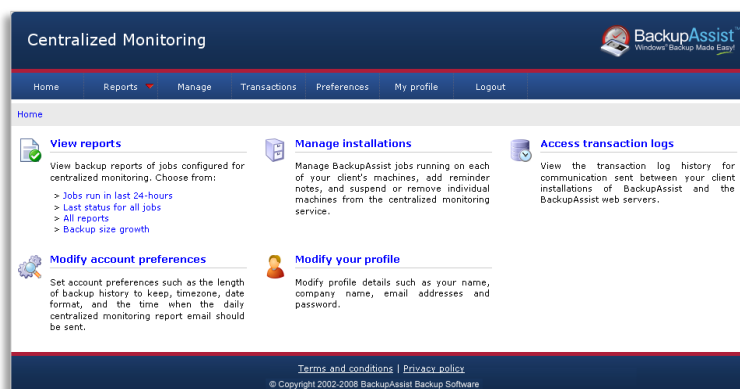 Centralized Monitoring
BackupAssist™
Windows® Backup Made Easy!
Home Reports Manage Transactions Preferences My profile Logout
Home
View reports
View backup reports of jobs configured for
centralized monitoring. Choose from:
> Jobs run in last 24-hours
> Last status for all jobs
> All reports
> Backup size growth
Manage installations
Manage BackupAssist jobs running on each
of your client's machines, add reminder
notes, and suspend or remove individual
machines from the centralized monitoring
service.
Access transaction logs
View the transaction log history for
communication sent between your client
installations of BackupAssist and the
BackupAssist web servers.
Modify account preferences
Set account preferences such as the length
of backup history to keep, timezone, date
format, and the time when the daily
centralized monitoring report email should
be sent.
Modify your profile
Modify profile details such as your name,
company name, email addresses and
password.
Terms and conditions | Privacy policy
© Copyright 2002-2008 BackupAssist Backup Software